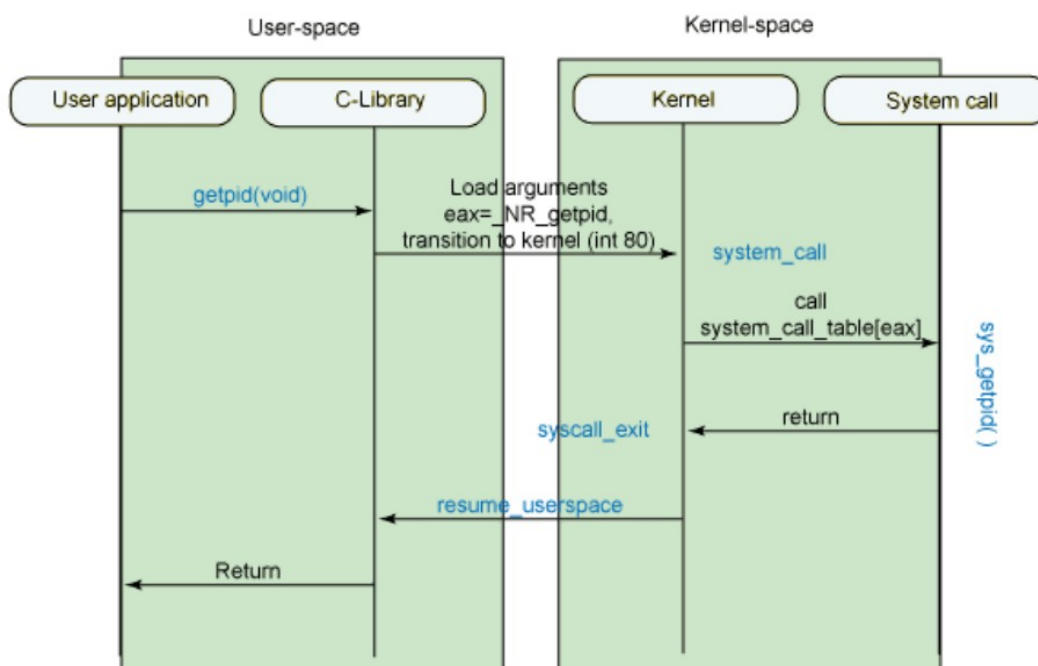 User-space
Kernel-space
User application
C-Library
Kernel
System call
getpid(void)
Load arguments
eax=_NR_getpid,
transition to kernel (int 80)
system_call
call
system_call_table[eax]
sys_getpid( )
return
syscall_exit
resume_userspace
Return